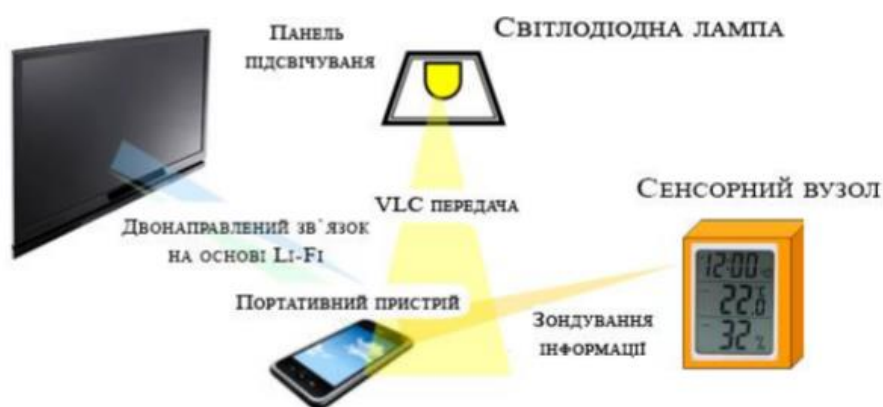 Панель
підсвічуваня
Світлодіодна лампа
VLC передача
Сенсорний вузол
Двонаправлений зв`язок
на основі Li-Fi
Портативний пристрій
Зондування
інформації
12:00
22.0 °C
32 %